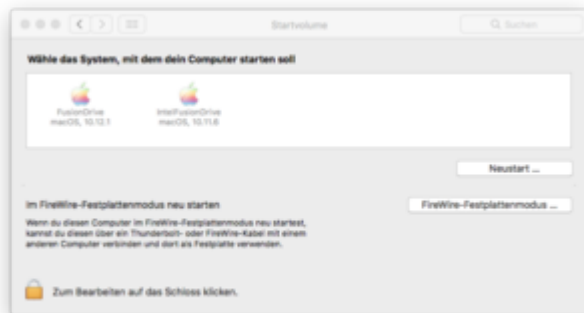 Startvolume
Suchen
Wähle das System, mit dem dein Computer starten soll
FusionDrive
macOS, 10.12.1
IntelFusionDrive
macOS, 10.11.6
Neustart ...
Im FireWire-Festplattenmodus neu starten
FireWire-Festplattenmodus ...
Wenn du diesen Computer im FireWire-Festplattenmodus neu startest,
kannst du diesen über ein Thunderbolt- oder FireWire-Kabel mit einem
anderen Computer verbinden und dort als Festplatte verwenden.
Zum Bearbeiten auf das Schloss klicken.